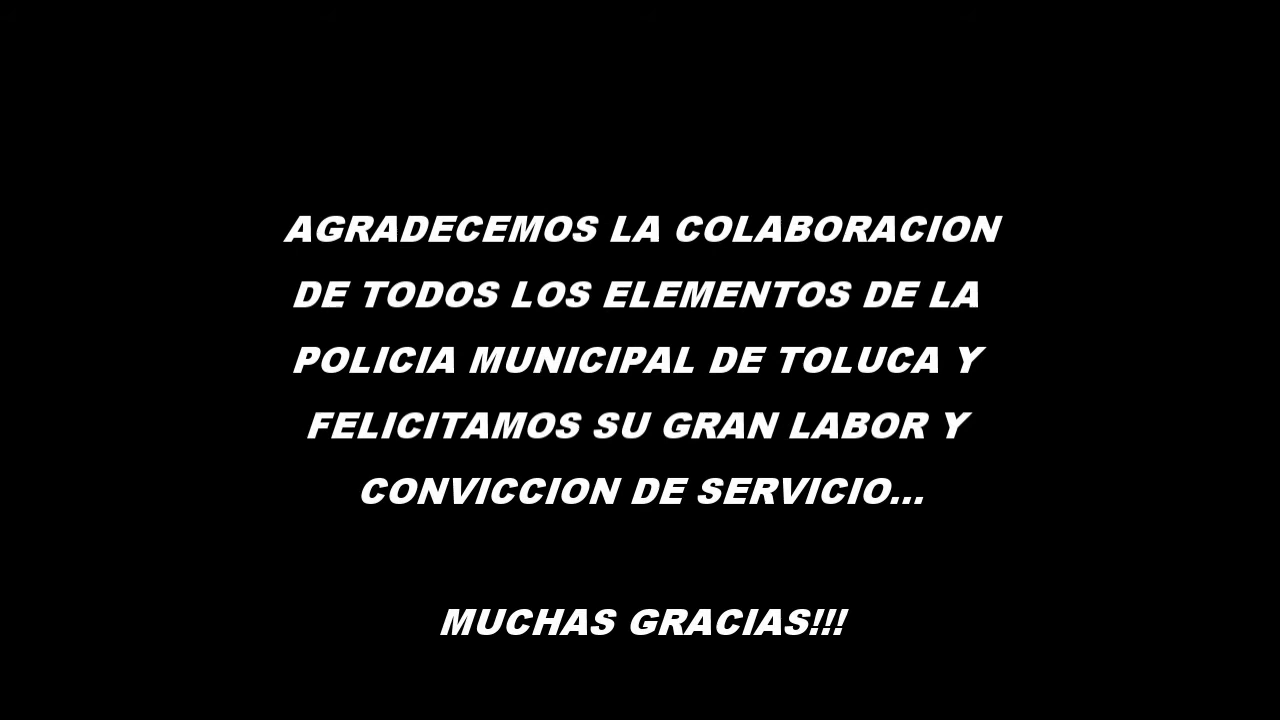 AGRADECEMOS LA COLABORACION
DE TODOS LOS ELEMENTOS DE LA
POLICIA MUNICIPAL DE TOLUCA Y
FELICITAMOS SU GRAN LABOR Y
CONVICCION DE SERVICIO...
MUCHAS GRACIAS!!!